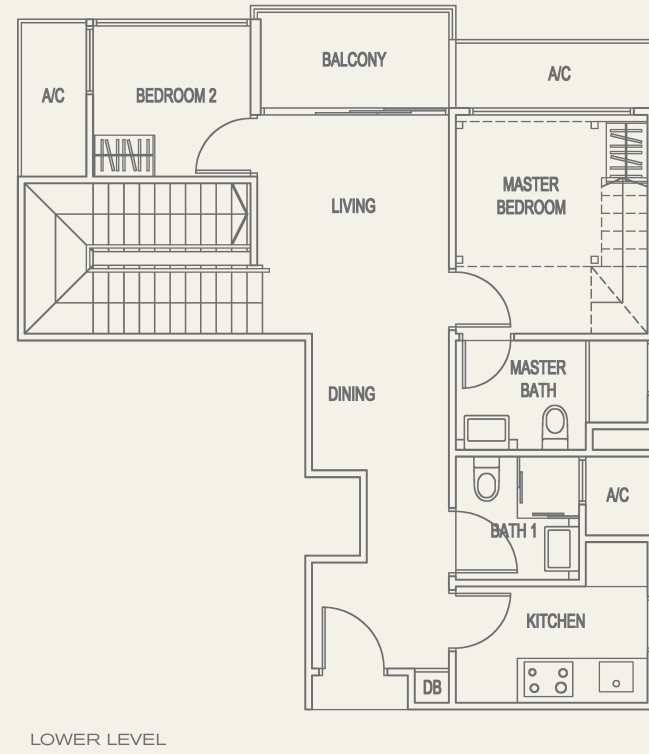 BALCONY
A/C
A/C
BEDROOM 2
MASTER
BEDROOM
LIVING
MASTER
BATH
DINING
A/C
BATH 1
KITCHEN
DB
LOWER LEVEL